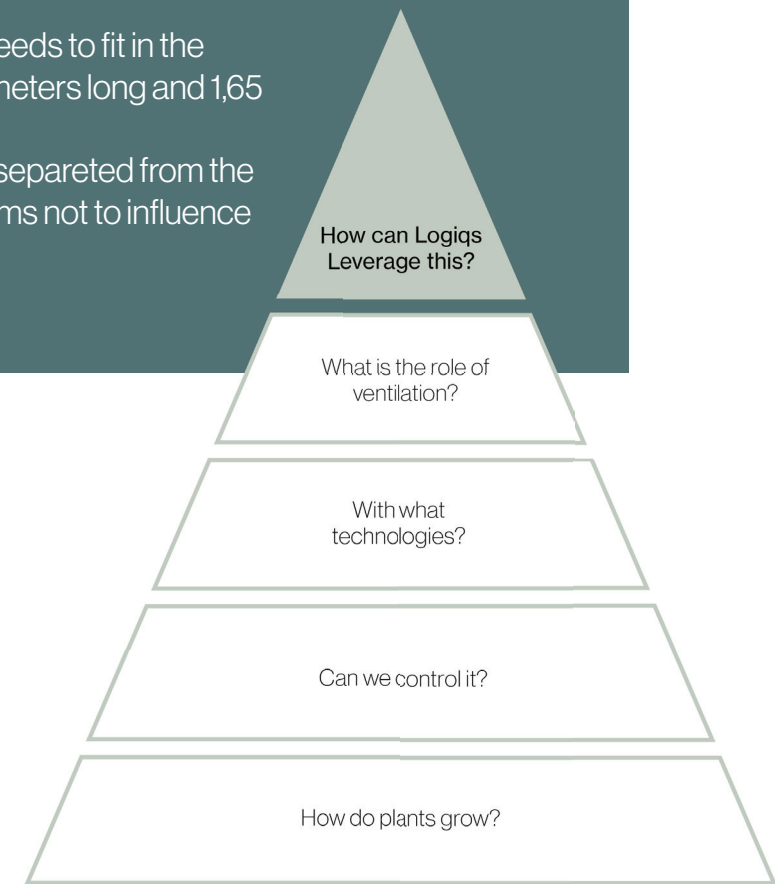 eeds to fit in the
neters long and 1,65
separeted from the
ms not to influence
How can Logiqs
Leverage this?
What is the role of
ventilation?
With what
technologies?
Can we control it?
How do plants grow?